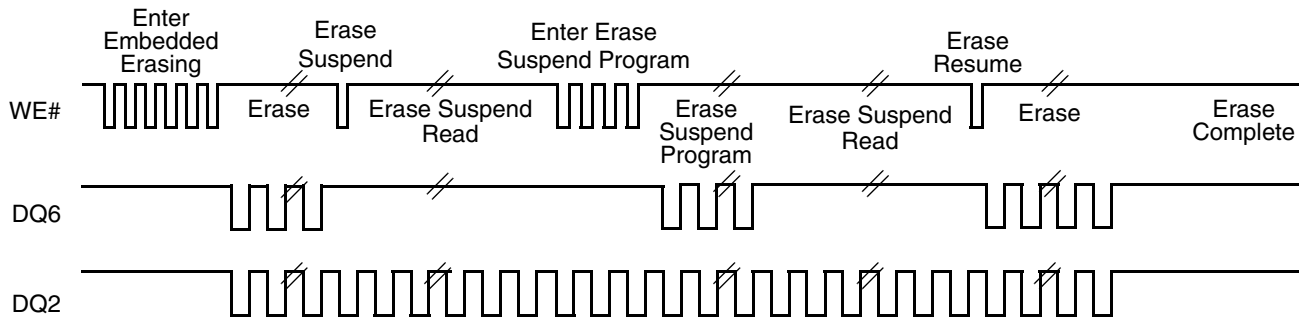 Enter
Embedded
Erasing
Erase
Suspend
Enter Erase
Suspend Program
Erase
Resume
WE#
Erase
Erase Suspend
Read
Erase
Suspend
Program
Erase Suspend
Read
Erase
Erase
Complete
DQ6
DQ2